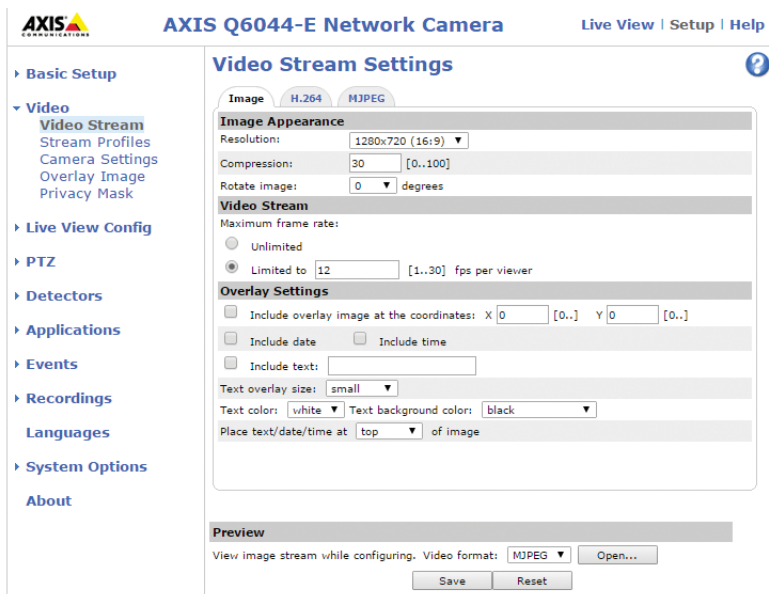 AXIS
COMMUNICATIONS
AXIS Q6044-E Network Camera
Live View | Setup | Help
Basic Setup
Video
Video Stream
Stream Profiles
Camera Settings
Overlay Image
Privacy Mask
Live View Config
PTZ
Detectors
Applications
Events
Recordings
Languages
System Options
About
Video Stream Settings
?
Image H.264 MJPEG
Image Appearance
Resolution: 1280x720 (16:9)
Compression: 30 [0..100]
Rotate image: 0 degrees
Video Stream
Maximum frame rate:
Unlimited
Limited to 12 [1..30] fps per viewer
Overlay Settings
Include overlay image at the coordinates: X 0 [0..] Y 0 [0..]
Include date Include time
Include text:
Text overlay size: small
Text color: white Text background color: black
Place text/date/time at top of image
Preview
View image stream while configuring. Video format: MJPEG Open...
Save Reset